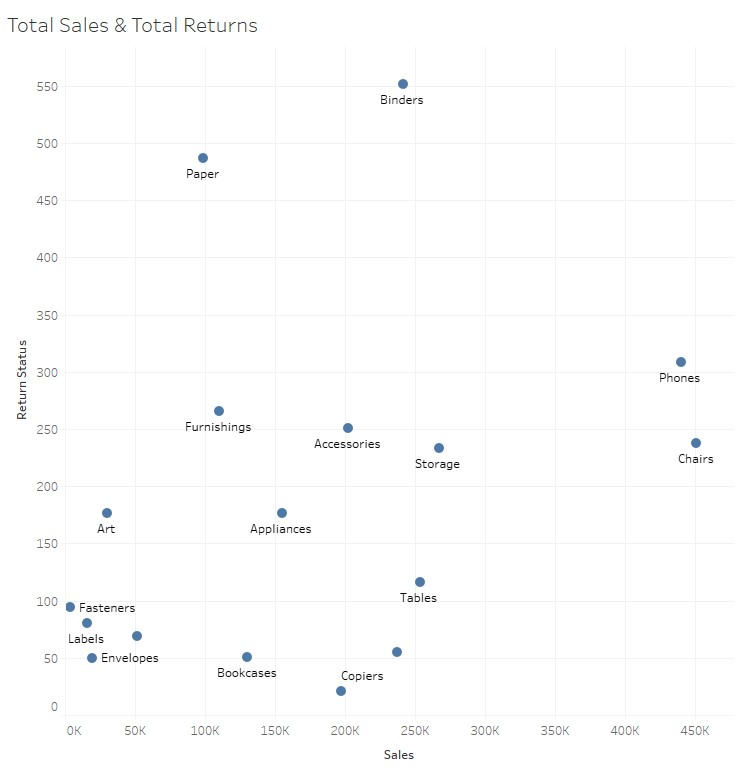 Total Sales & Total Returns
550
Binders
500
Paper
450
400
350
Return Status
300
Phones
Furnishings
250
Accessories
Storage
Chairs
200
Art
Appliances
150
Tables
100
Fasteners
Labels
50
Envelopes
Bookcases
Copiers
0
0K 50K 100K 150K 200K 250K 300K 350K 400K 450K
Sales